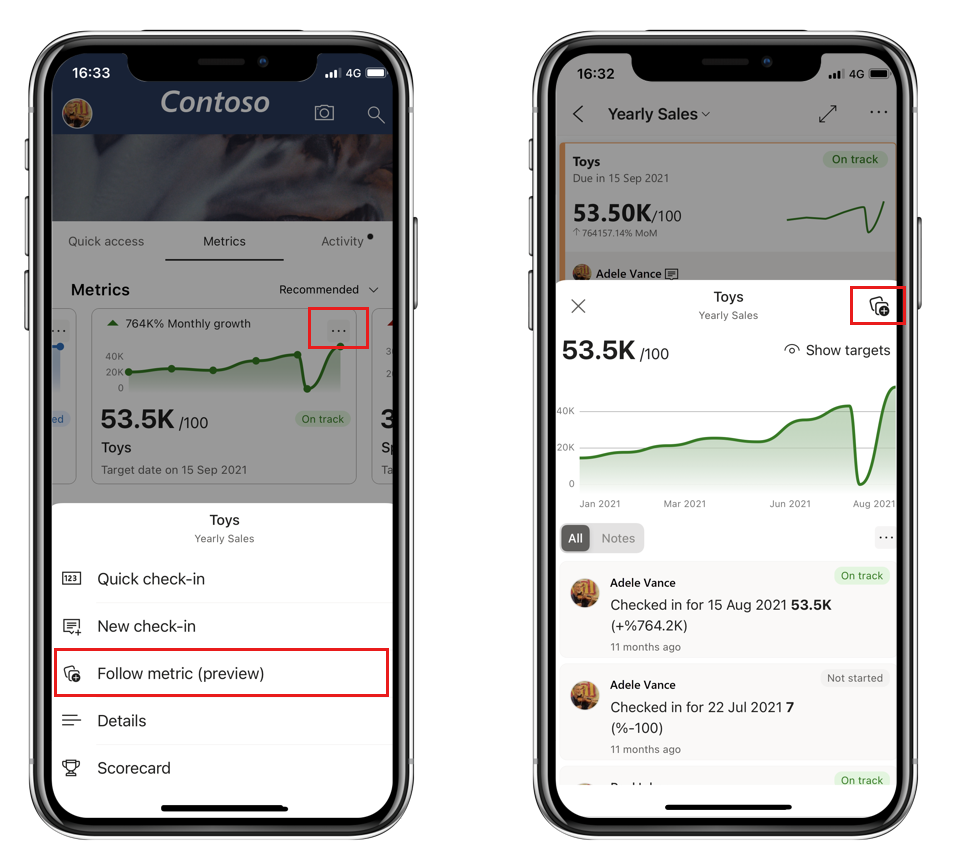 16:33
4G
Contoso
Quick access
Metrics
Activity
Metrics
Recommended
764K% Monthly growth
40K
20K
0
53.5K /100
On track
Toys
Target date on 15 Sep 2021
ed
Toys
Yearly Sales
123
Quick check-in
New check-in
Follow metric (preview)
Details
Scorecard
16:32
4G
Yearly Sales
Toys
On track
Due in 15 Sep 2021
53.50K/100
↑764157.14% MoM
Adele Vance
Toys
Yearly Sales
53.5K /100
Show targets
40K
20K
0
Jan 2021
Mar 2021
Jun 2021
Aug 2021
All
Notes
On track
Adele Vance
Checked in for 15 Aug 2021 53.5K
(+%764.2K)
11 months ago
Not started
Adele Vance
Checked in for 22 Jul 2021 7
(%-100)
11 months ago
On track